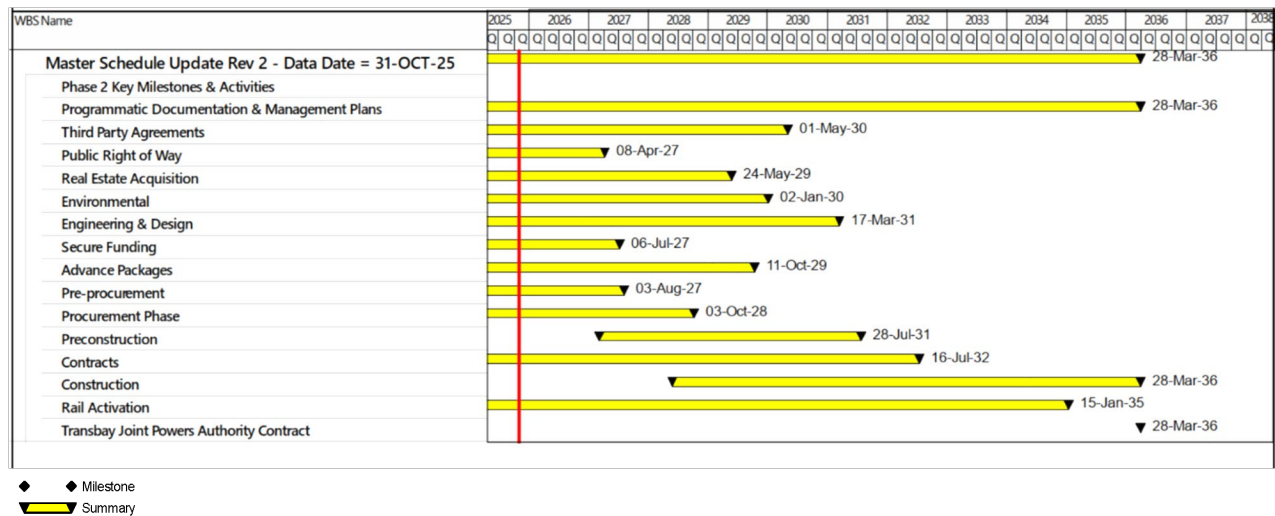 WBS Name 2025 2026 2027 2028 2029 2030 2031 2032 2033 2034 2035 2036 2037 2038
Q Q Q Q Q Q Q Q Q Q Q Q Q Q Q Q Q Q Q Q Q Q Q Q Q Q Q
Master Schedule Update Rev 2 - Data Date = 31-OCT-25 28-Mar-36
Phase 2 Key Milestones & Activities
Programmatic Documentation & Management Plans 28-Mar-36
Third Party Agreements 01-May-30
Public Right of Way 08-Apr-27
Real Estate Acquisition 24-May-29
Environmental 02-Jan-30
Engineering & Design 17-Mar-31
Secure Funding 06-Jul-27
Advance Packages 11-Oct-29
Pre-procurement 03-Aug-27
Procurement Phase 03-Oct-28
Preconstruction 28-Jul-31
Contracts 16-Jul-32
Construction 28-Mar-36
Rail Activation 15-Jan-35
Transbay Joint Powers Authority Contract 28-Mar-36
Milestone
Summary